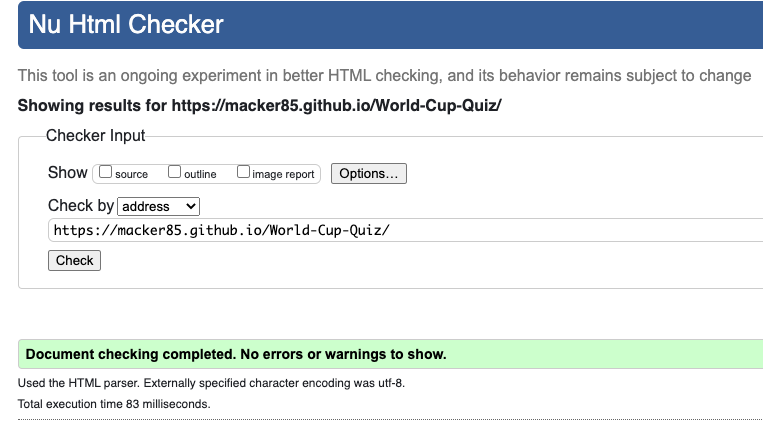 Nu Html Checker
This tool is an ongoing experiment in better HTML checking, and its behavior remains subject to change
Showing results for https://macker85.github.io/World-Cup-Quiz/
Checker Input
Show source outline image report Options...
Check by address
https://macker85.github.io/World-Cup-Quiz/
Check
Document checking completed. No errors or warnings to show.
Used the HTML parser. Externally specified character encoding was utf-8.
Total execution time 83 milliseconds.